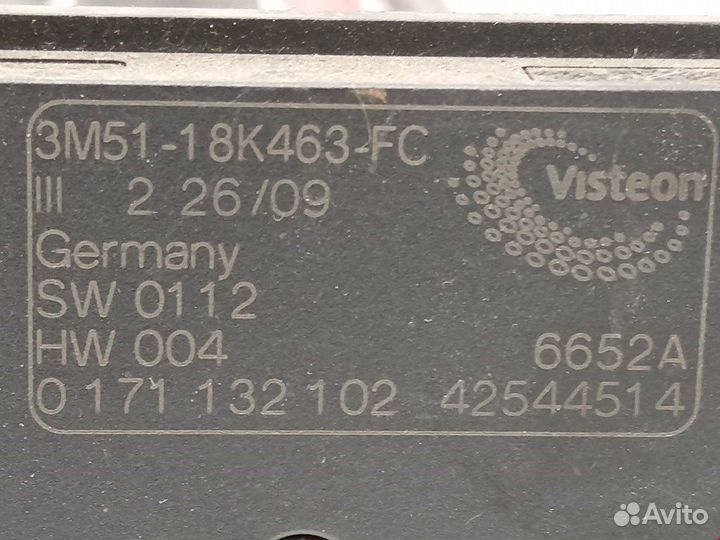 3M51-18K463-FC
Visteon
III 2 26/09
Germany
SW 0112
HW 004 6652A
0 171 132 102 42544514
Avito